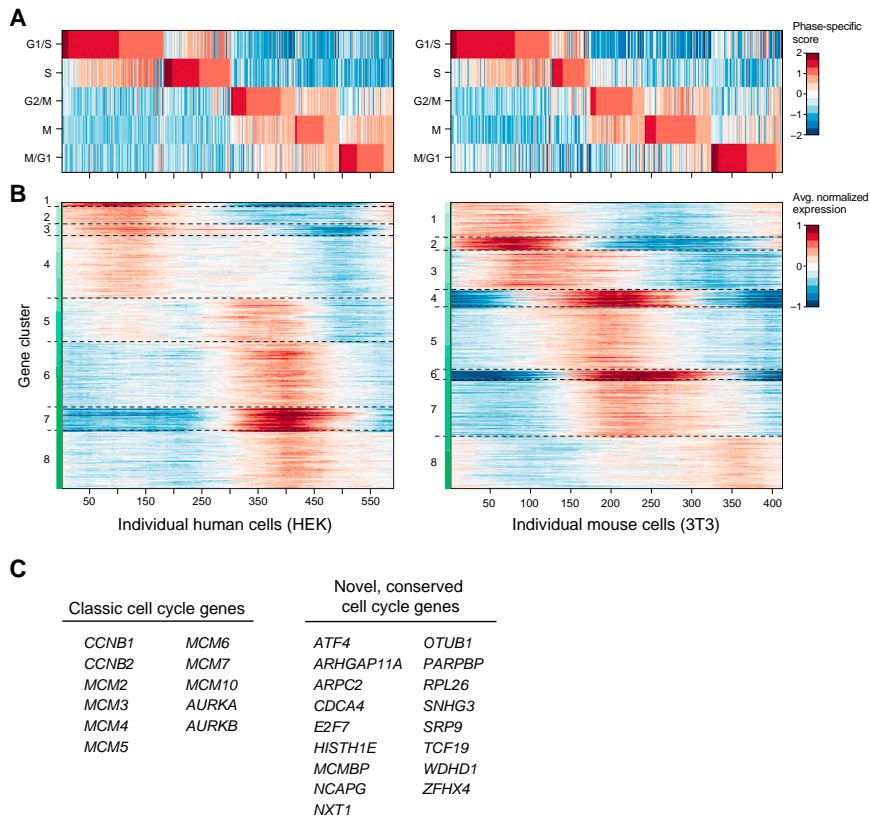 A
G1/S
S
G2/M
M
M/G1
Phase-specific
score
2
1
0
–1
–2
B
Gene cluster
1
2
3
4
5
6
7
8
50
150
250
350
450
550
Individual human cells (HEK)
1
2
3
4
5
6
7
8
50
100
150
200
250
300
350
400
Individual mouse cells (3T3)
Avg. normalized
expression
1
0
–1
C
Classic cell cycle genes
CCNB1 MCM6
CCNB2 MCM7
MCM2 MCM10
MCM3 AURKA
MCM4 AURKB
MCM5
Novel, conserved
cell cycle genes
ATF4 OTUB1
ARHGAP11A PARPBP
ARPC2 RPL26
CDCA4 SNHG3
E2F7 SRP9
HISTH1E TCF19
MCMBP WDHD1
NCAPG ZFHX4
NXT1